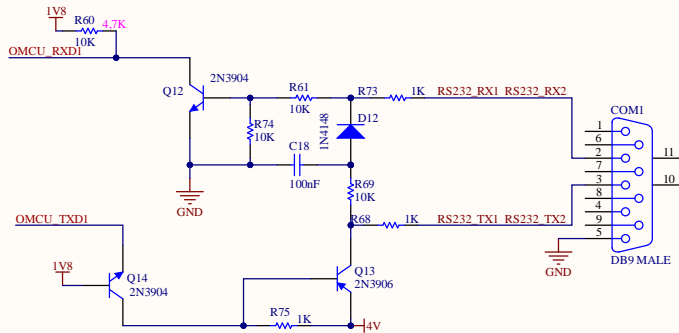 1V8
R60
4.7K
10K
OMCU_RXD1
2N3904
Q12
R61
10K
R73
1K
RS232_RX1 RS232_RX2
COM1
R74
10K
1N4148
D12
C18
100nF
GND
R69
10K
R68
1K
RS232_TX1 RS232_TX2
1
6
2
7
3
8
4
9
5
11
10
GND
DB9 MALE
OMCU_TXD1
1V8
Q14
2N3904
Q13
2N3906
R75
1K
4V